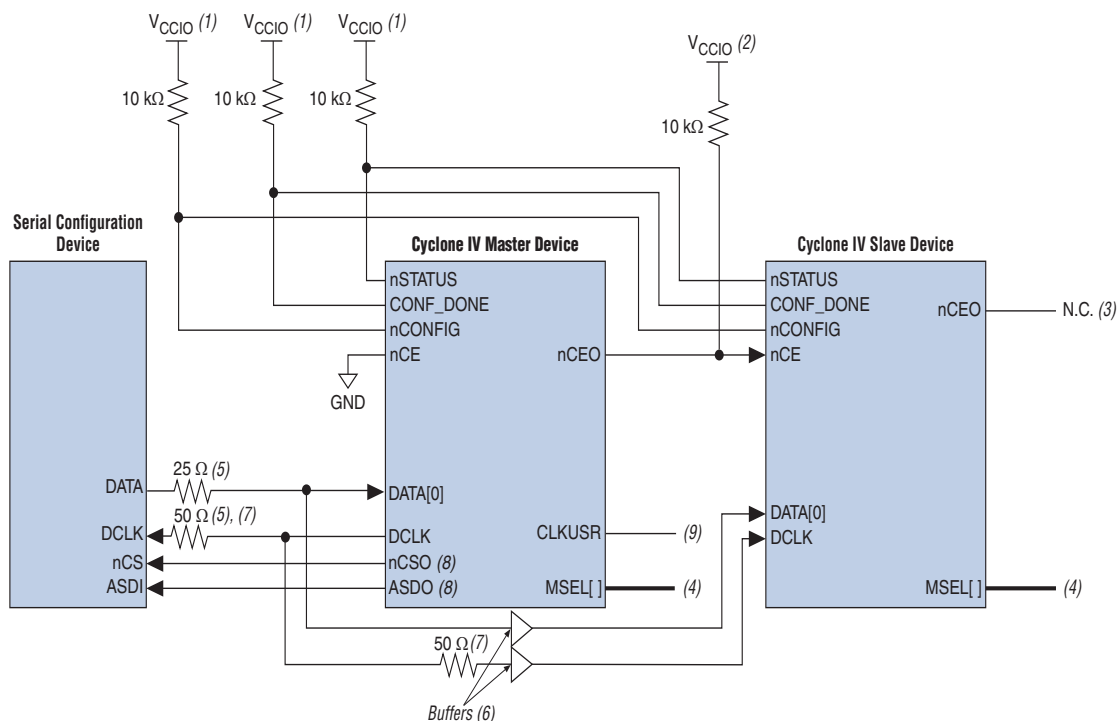 VCCIO (1) VCCIO (1) VCCIO (1)
VCCIO (2)
10 kΩ 10 kΩ 10 kΩ
10 kΩ
Serial Configuration
Device
Cyclone IV Master Device
Cyclone IV Slave Device
nSTATUS
CONF_DONE
nCONFIG
nCE
GND
nCEO
nSTATUS
CONF_DONE
nCONFIG
nCE
nCEO
N.C. (3)
DATA
25 Ω (5)
DATA[0]
DCLK
50 Ω (5), (7)
DCLK
nCS
nCSO (8)
ASDI
ASDO (8)
CLKUSR
(9)
MSEL[ ]
(4)
DATA[0]
DCLK
MSEL[ ]
(4)
50 Ω (7)
Buffers (6)